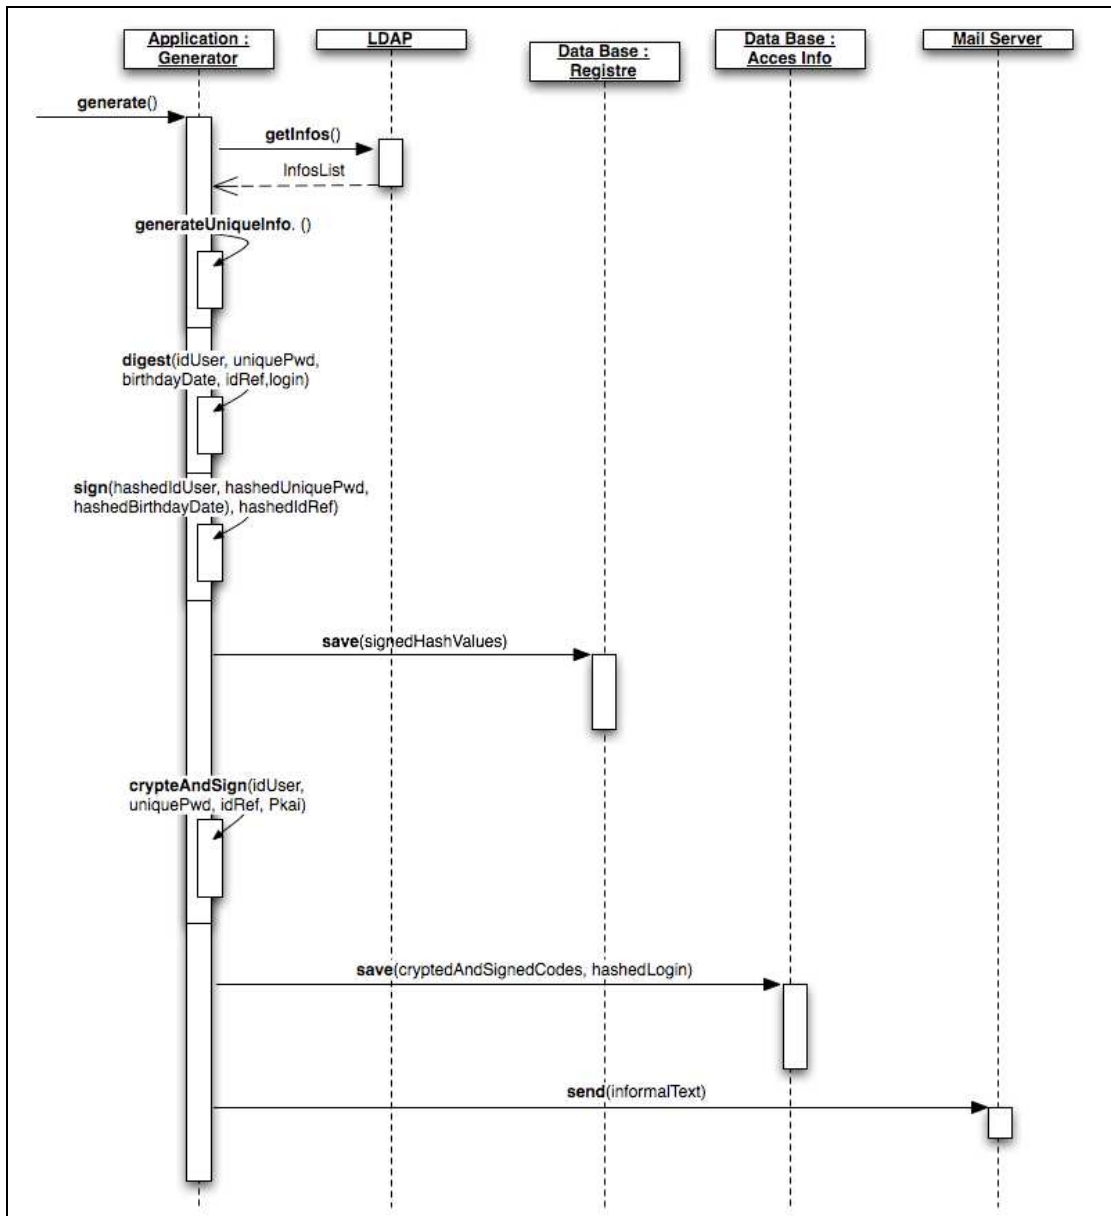 Application :
Generator
LDAP
Data Base :
Registre
Data Base :
Acces Info
Mail Server
generate()
getInfos()
InfosList
generateUniqueInfo. ()
digest(idUser, uniquePwd,
birthdayDate, idRef,login)
sign(hashedIdUser, hashedUniquePwd,
hashedBirthdayDate), hashedIdRef)
save(signedHashValues)
crypteAndSign(idUser,
uniquePwd, idRef, Pkai)
save(cryptedAndSignedCodes, hashedLogin)
send(informalText)